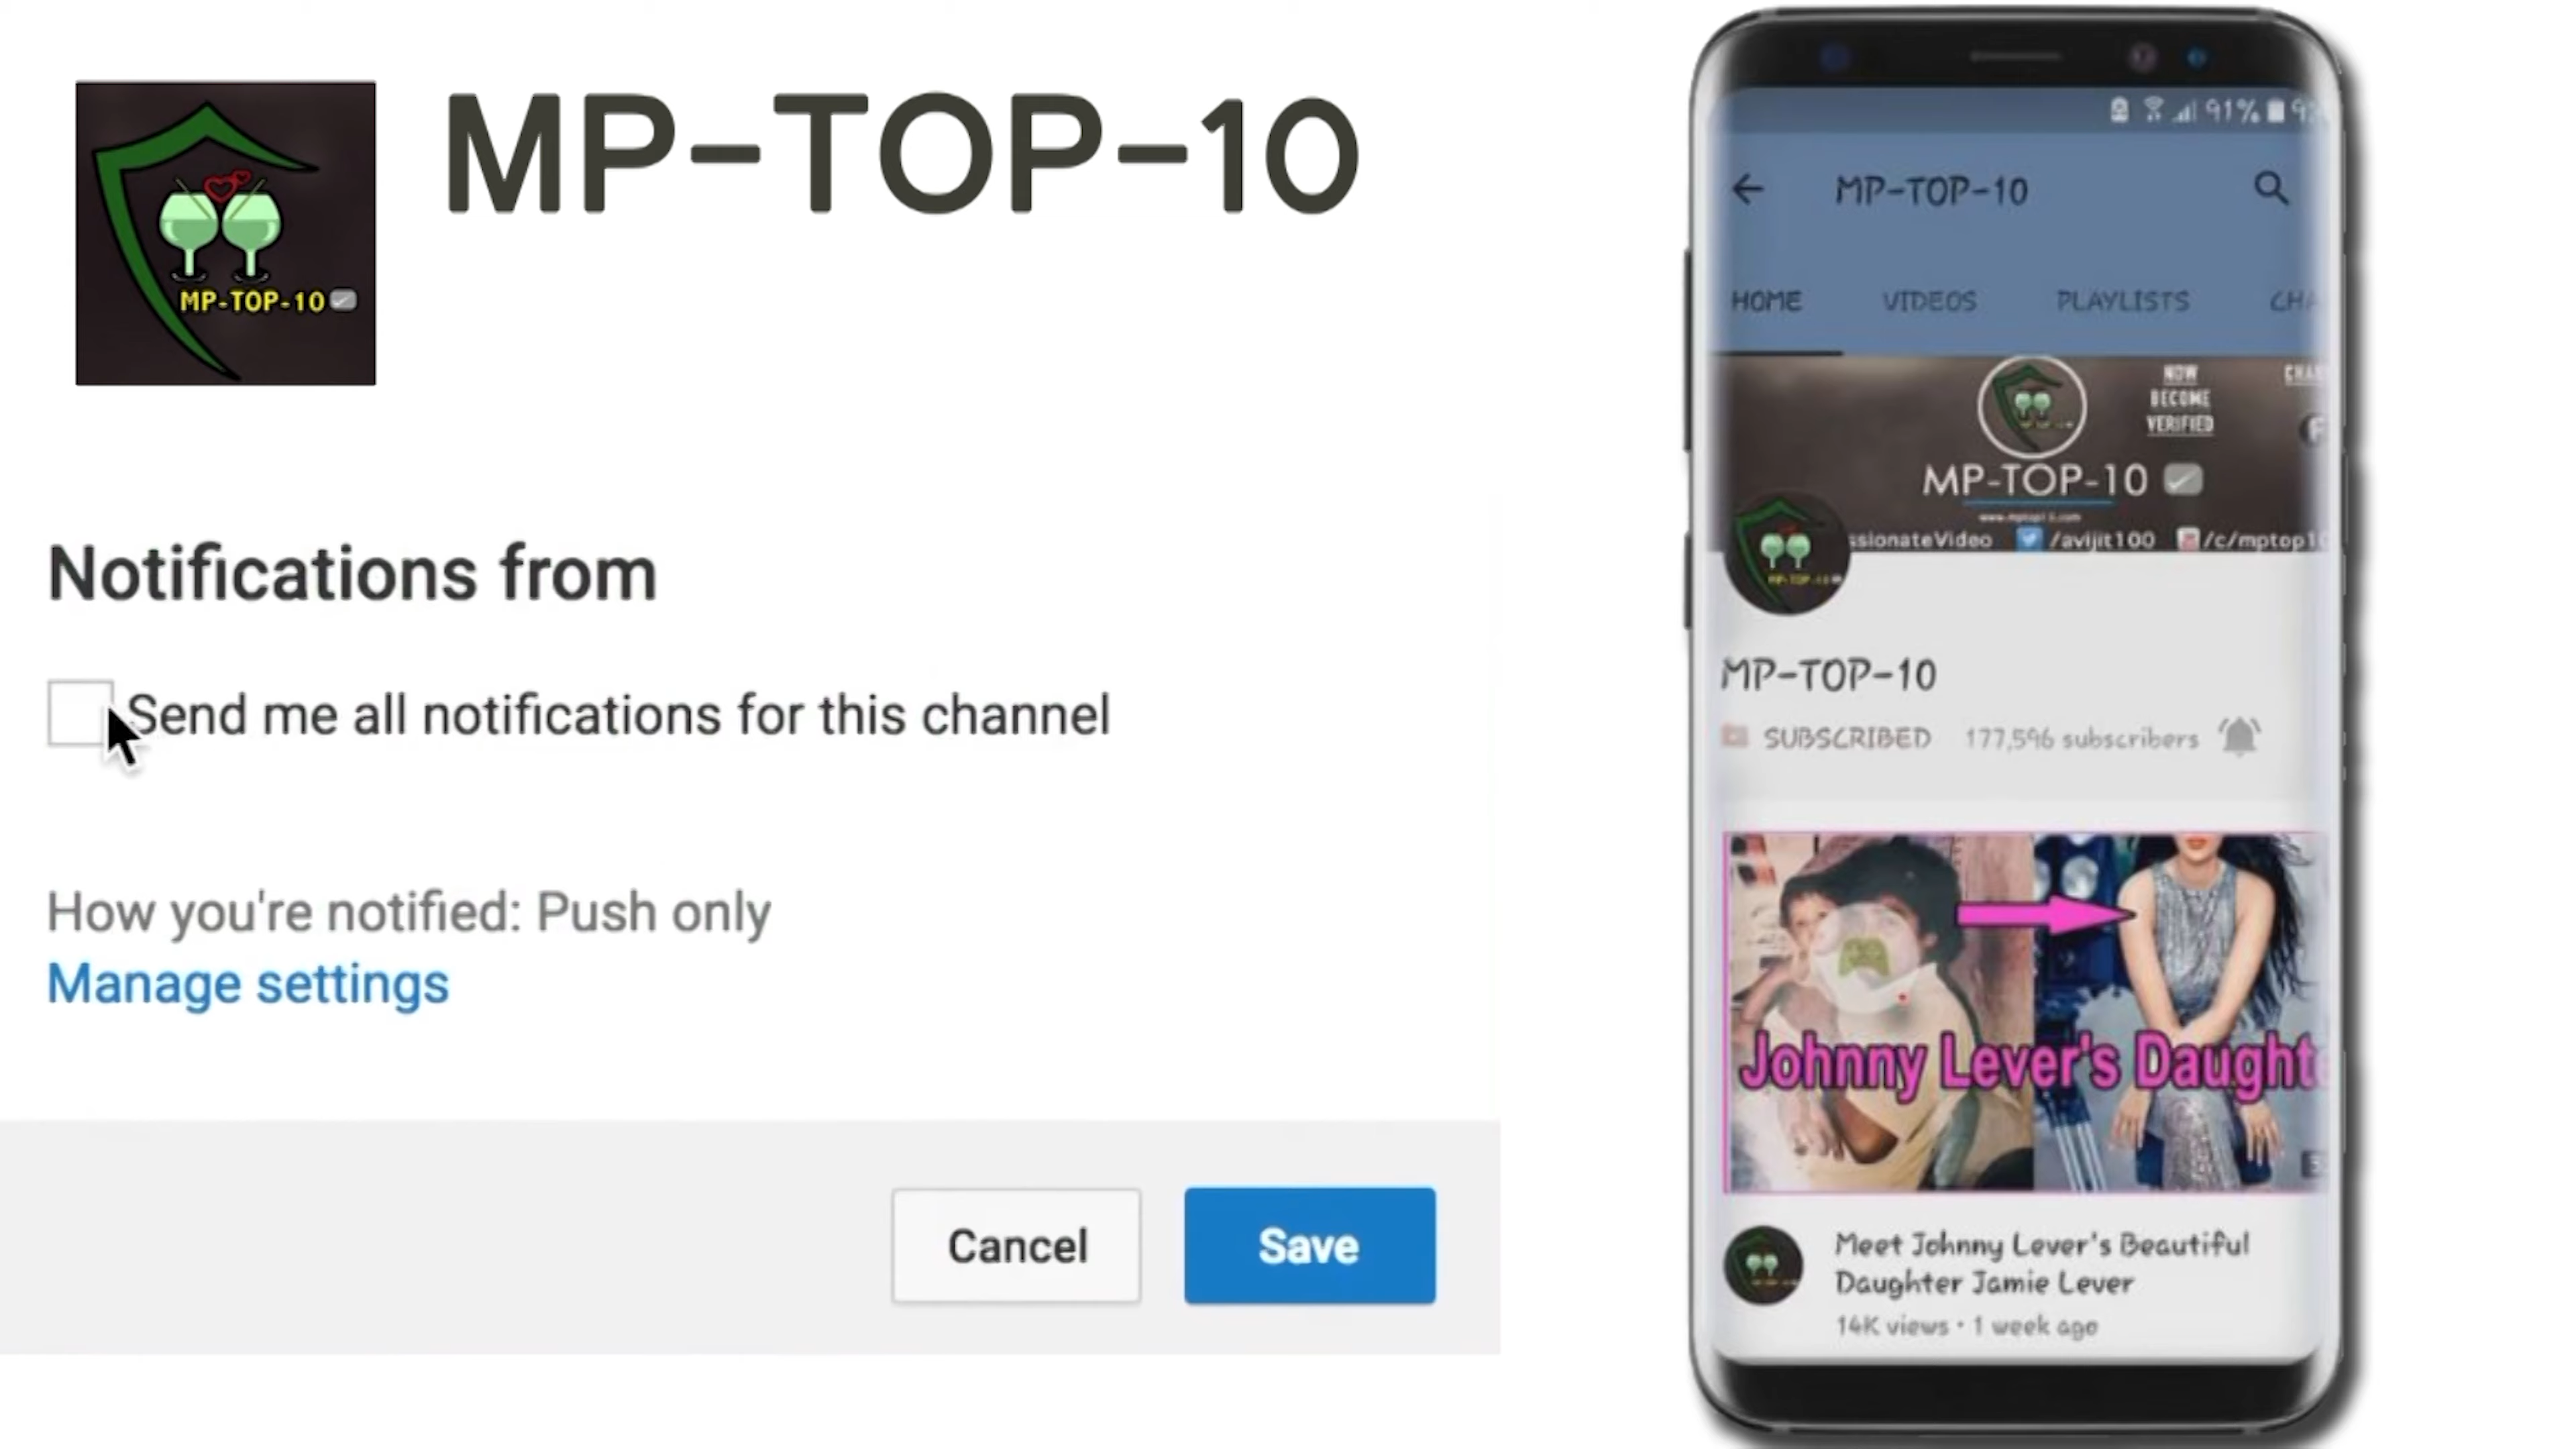 MP-TOP-10
MP-TOP-10
Notifications from
Send me all notifications for this channel
How you're notified: Push only
Manage settings
Cancel
Save
91%
MP-TOP-10
HOME VIDEOS PLAYLISTS CHA
NOW
BECOME
VERIFIED
MP-TOP-10
ssionateVideo /avijit100 /c/mptop10
MP-TOP-10
SUBSCRIBED 177,596 subscribers
Johnny Lever's Daught
Meet Johnny Lever's Beautiful
Daughter Jamie Lever
14K views • 1 week ago